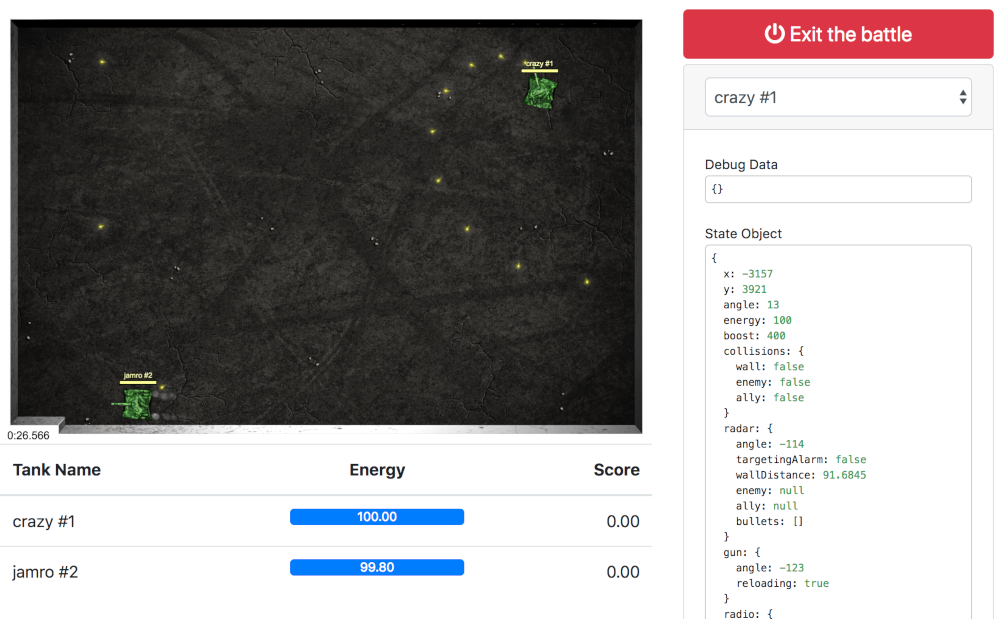 crazy #1
jamro #2
0:26.566
Tank Name Energy Score
crazy #1 100.00 0.00
jamro #2 99.80 0.00
Exit the battle
crazy #1
Debug Data
{}
State Object
{
x: -3157
y: 3921
angle: 13
energy: 100
boost: 400
collisions: {
wall: false
enemy: false
ally: false
}
radar: {
angle: -114
targetingAlarm: false
wallDistance: 91.6845
enemy: null
ally: null
bullets: []
}
gun: {
angle: -123
reloading: true
}
radio: {